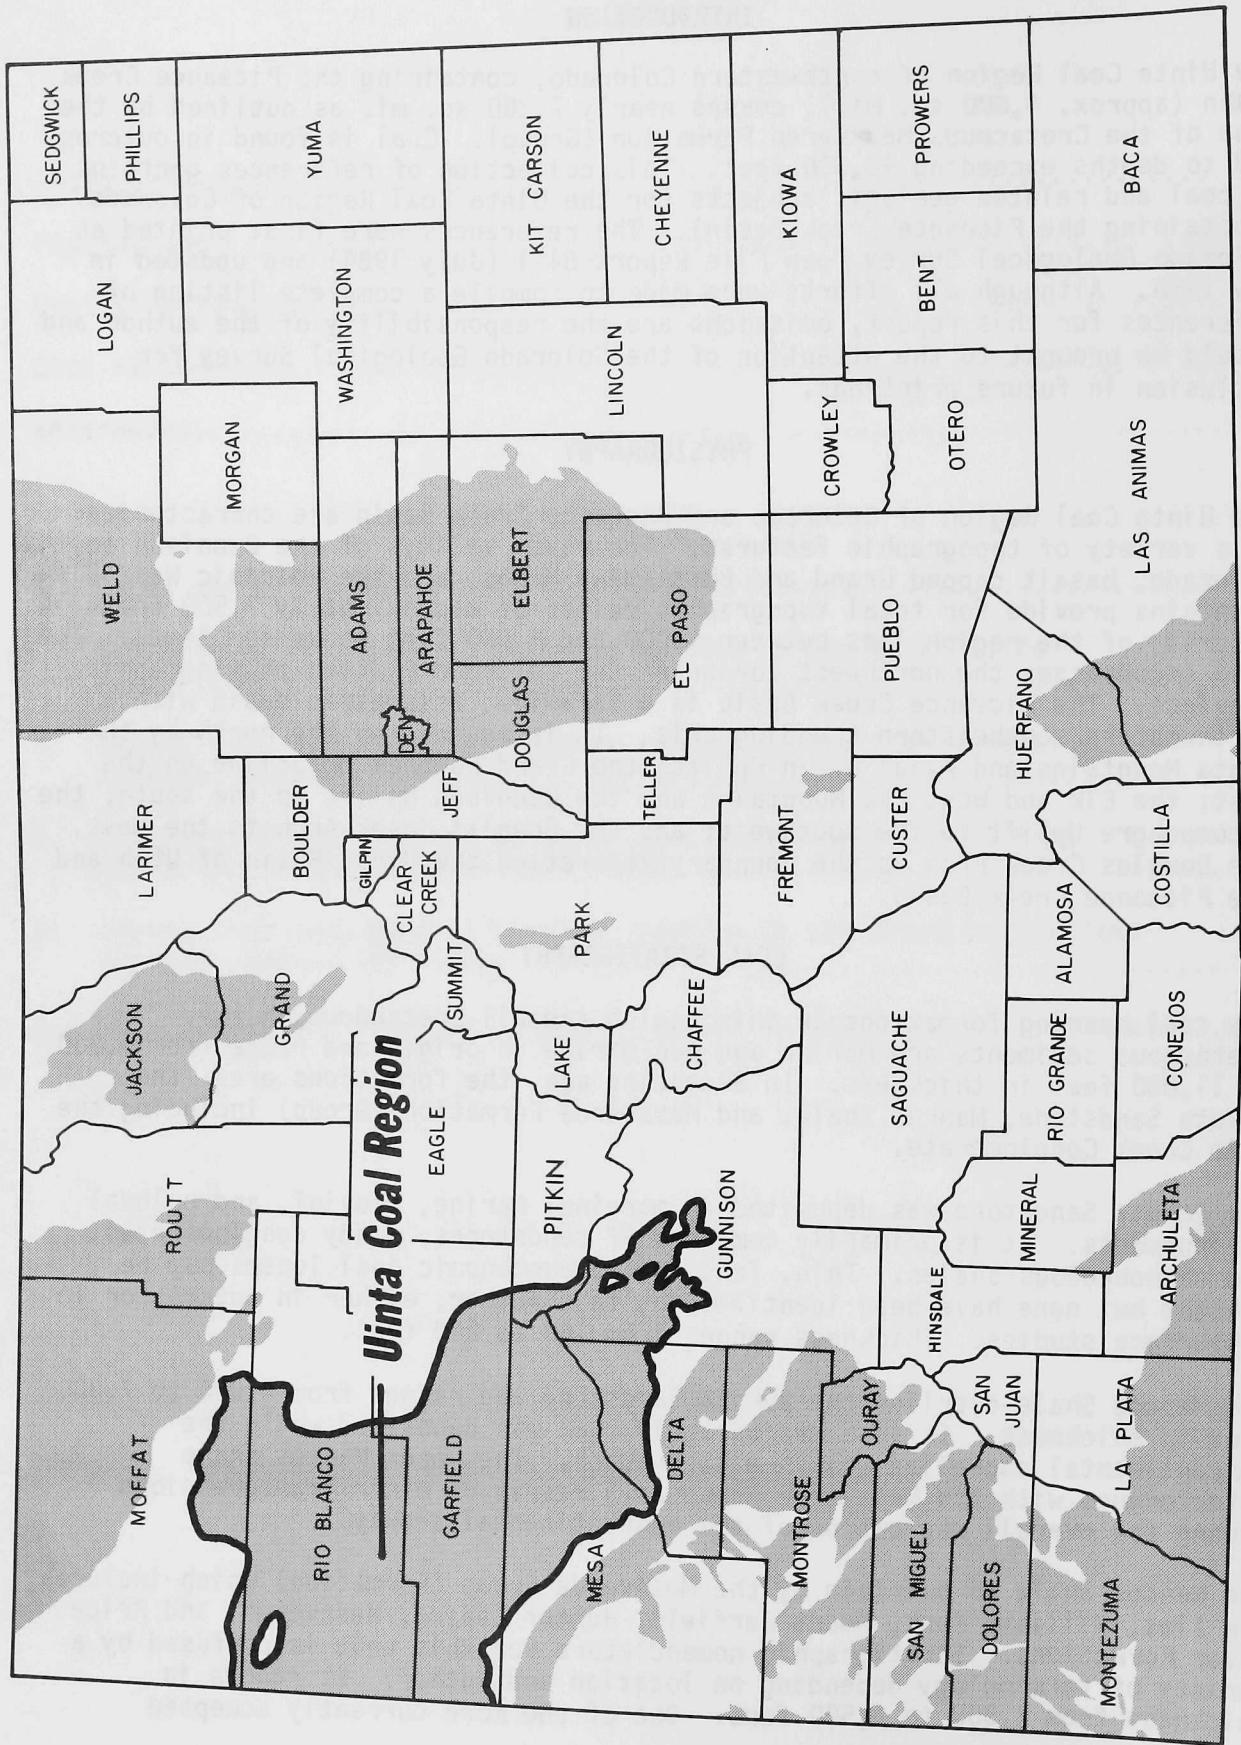 SEDGWICK
PHILLIPS
YUMA
KIT CARSON
CHEYENNE
KIOWA
PROWERS
BACA
LOGAN
WASHINGTON
LINCOLN
BENT
MORGAN
CROWLEY
OTERO
LAS ANIMAS
WELD
ADAMS
ARAPAHOE
ELBERT
EL PASO
PUEBLO
HUERFANO
DEN
DOUGLAS
TELLER
LARIMER
BOULDER
GILPIN
CLEAR
CREEK
JEFF
PARK
FREMONT
CUSTER
COSTILLA
JACKSON
GRAND
SUMMIT
LAKE
CHAFFEE
SAGUACHE
ALAMOSA
RIO GRANDE
CONEJOS
Uinta Coal Region
ROUTT
EAGLE
PITKIN
GUNNISON
HINSDALE
MINERAL
ARCHULETA
MOFFAT
RIO BLANCO
GARFIELD
MESA
DELTA
MONTROSE
OURAY
SAN
JUAN
SAN MIGUEL
DOLORES
LA PLATA
MONTEZUMA